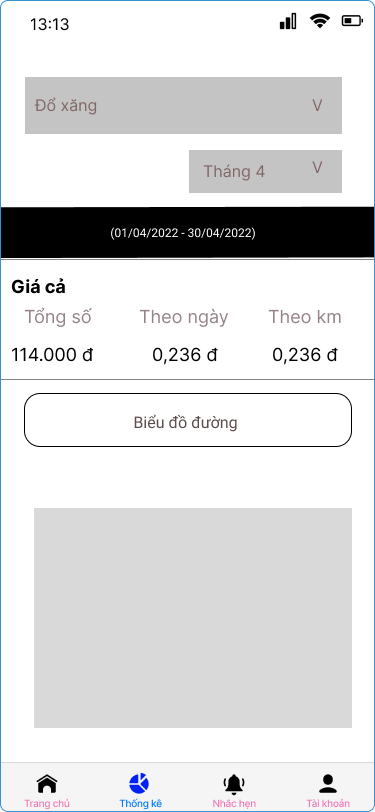 13:13
Đổ xăng V
Tháng 4 V
(01/04/2022 - 30/04/2022)
Giá cả
Tổng số Theo ngày Theo km
114.000 đ 0,236 đ 0,236 đ
Biểu đồ đường
Trang chủ Thống kê Nhắc hẹn Tài khoản